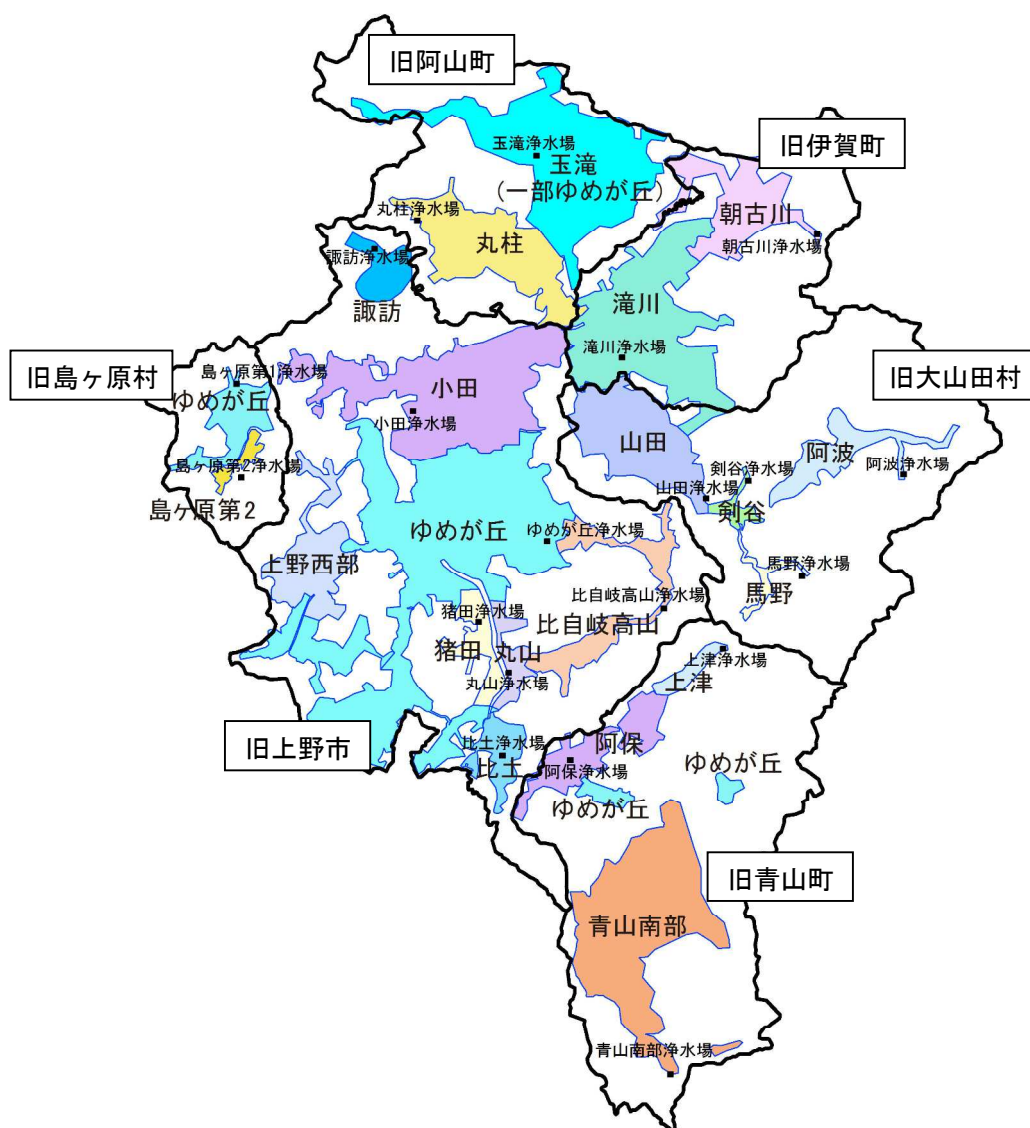 旧阿山町
玉滝浄水場
玉滝
(一部ゆめが丘)
旧伊賀町
丸柱浄水場
丸柱
朝古川
朝古川浄水場
諏訪浄水場
諏訪
滝川
滝川浄水場
旧島ヶ原村
島ヶ原第1浄水場
ゆめが丘
小田
小田浄水場
旧大山田村
山田
阿波
阿波浄水場
剣谷浄水場
山田浄水場
剣谷
島ヶ原第2浄水場
島ヶ原第2
ゆめが丘
ゆめが丘浄水場
上野西部
馬野浄水場
馬野
比自岐高山浄水場
比自岐高山
猪田浄水場
猪田
丸山
丸山浄水場
上津浄水場
上津
旧上野市
比土浄水場
比土
阿保
阿保浄水場
ゆめが丘
ゆめが丘
旧青山町
青山南部
青山南部浄水場